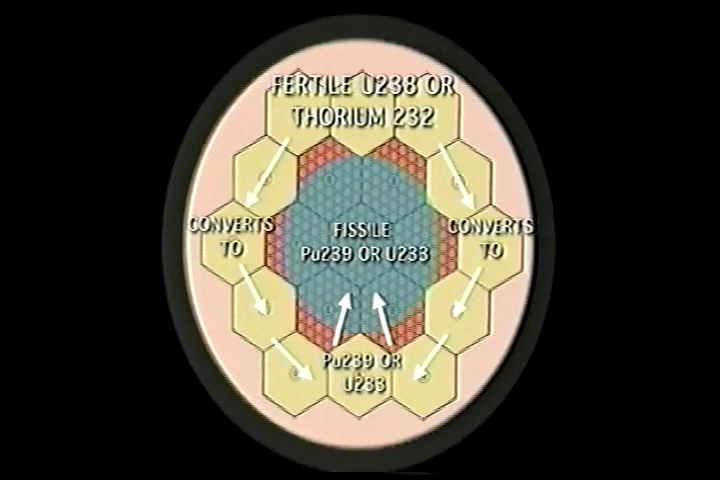 FERTILE U238 OR
THORIUM 232
CONVERTS
TO
FISSILE
Pu239 OR U233
CONVERTS
TO
Pu239 OR
U233